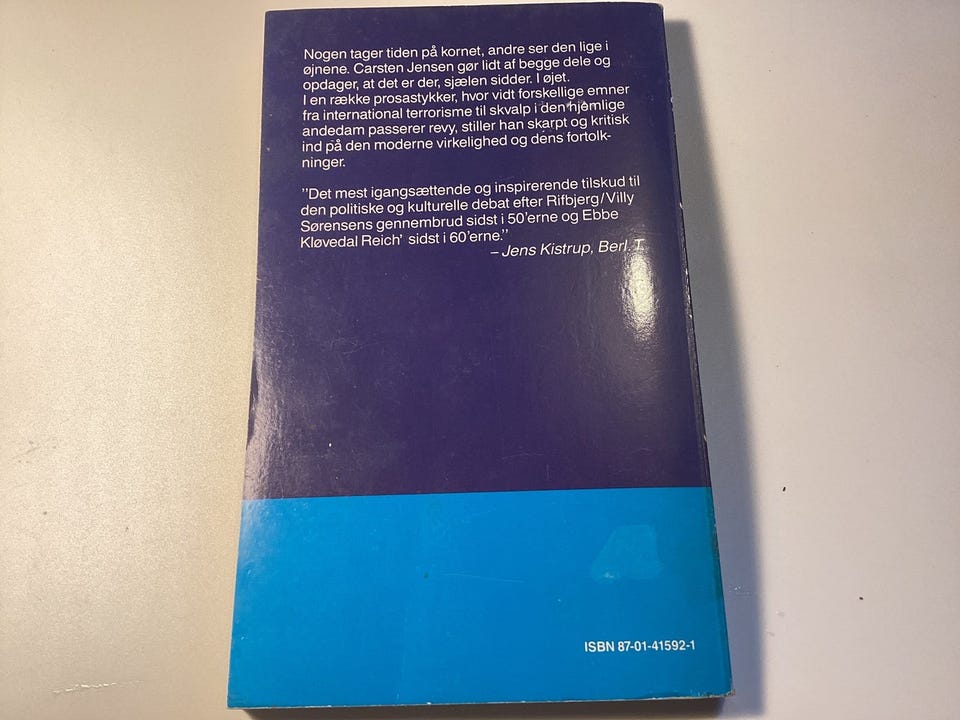 Nogen tager tiden på kornet, andre ser den lige i
øjnene. Carsten Jensen gør lidt af begge dele og
opdager, at det er der, sjælen sidder. I øjet.
I en række prosastykker, hvor vidt forskellige emner
fra international terrorisme til skvalp i den hjemlige
andedam passerer revy, stiller han skarpt og kritisk
ind på den moderne virkelighed og dens fortolk-
ninger.
"Det mest igangsættende og inspirerende tilskud til
den politiske og kulturelle debat efter Rifbjerg/Villy
Sørensens gennembrud sidst i 50'erne og Ebbe
Kløvedal Reich' sidst i 60'erne."
– Jens Kistrup, Berl. T.
ISBN 87-01-41592-1